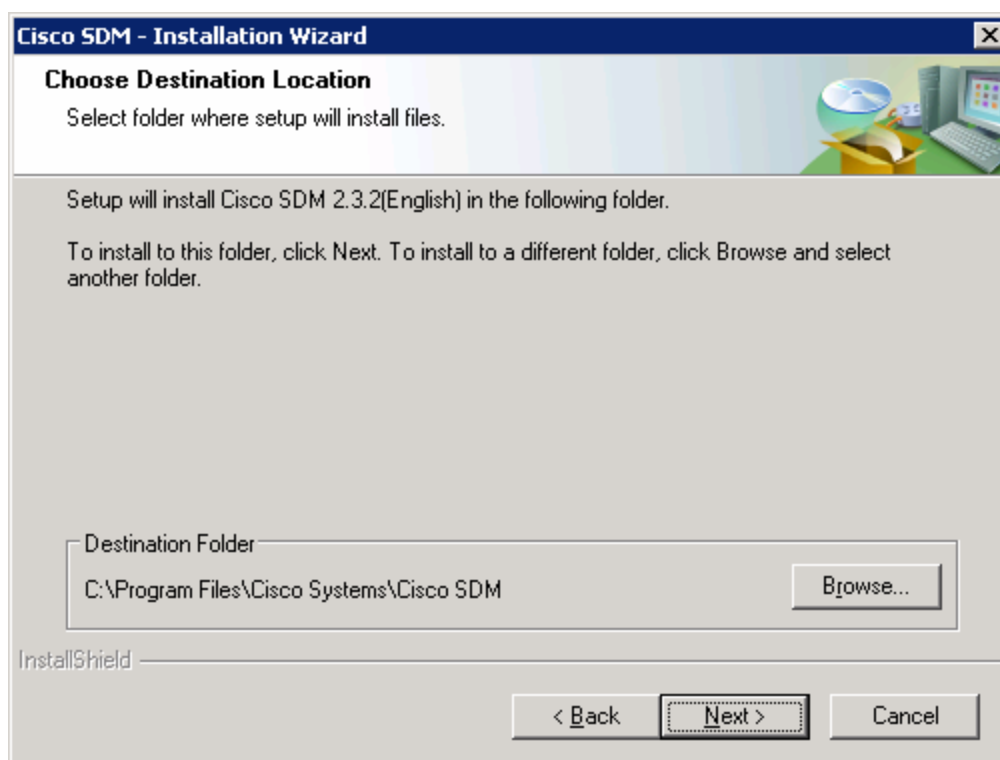 Cisco SDM - Installation Wizard
Choose Destination Location
Select folder where setup will install files.
Setup will install Cisco SDM 2.3.2(English) in the following folder.
To install to this folder, click Next. To install to a different folder, click Browse and select
another folder.
Destination Folder
C:\Program Files\Cisco Systems\Cisco SDM
Browse...
InstallShield
< Back
Next >
Cancel